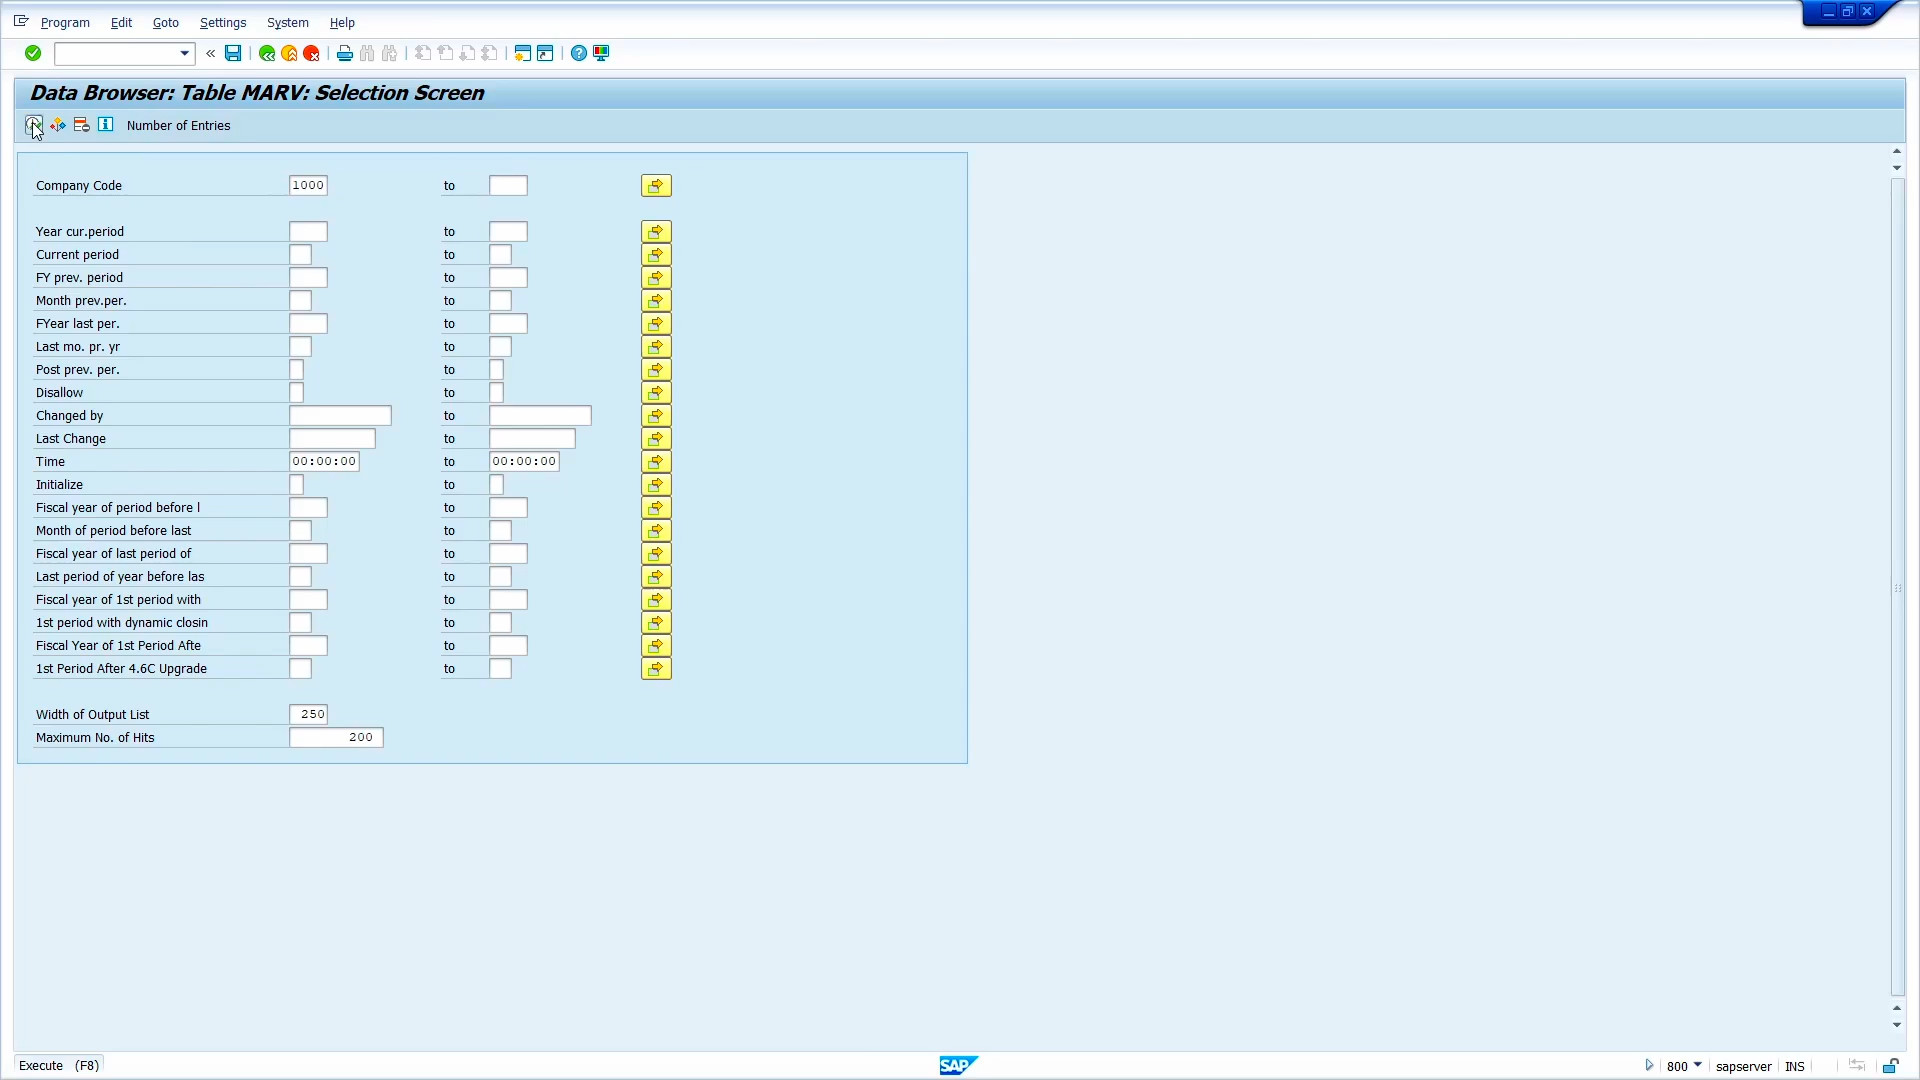 Program Edit Goto Settings System Help
Data Browser: Table MARV: Selection Screen
Number of Entries
Company Code 1000 to
Year cur.period to
Current period to
FY prev. period to
Month prev.per. to
FYear last per. to
Last mo. pr. yr to
Post prev. per. to
Disallow to
Changed by to
Last Change to
Time 00:00:00 to 00:00:00
Initialize to
Fiscal year of period before l to
Month of period before last to
Fiscal year of last period of to
Last period of year before las to
Fiscal year of 1st period with to
1st period with dynamic closin to
Fiscal Year of 1st Period Afte to
1st Period After 4.6C Upgrade to
Width of Output List 250
Maximum No. of Hits 200
Execute (F8) SAP 800 sapserver INS